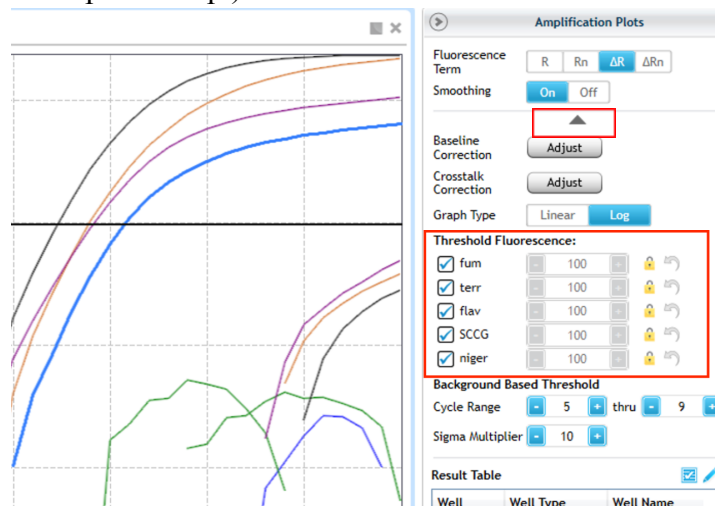 Amplification Plots
Fluorescence Term R Rn ΔR ΔRn
Smoothing On Off
Baseline Correction Adjust
Crosstalk Correction Adjust
Graph Type Linear Log
Threshold Fluorescence:
fum - 100 +
terr - 100 +
flav - 100 +
SCCG - 100 +
niger - 100 +
Background Based Threshold
Cycle Range - 5 + thru - 9 +
Sigma Multiplier - 10 +
Result Table
Well Well Type Well Name